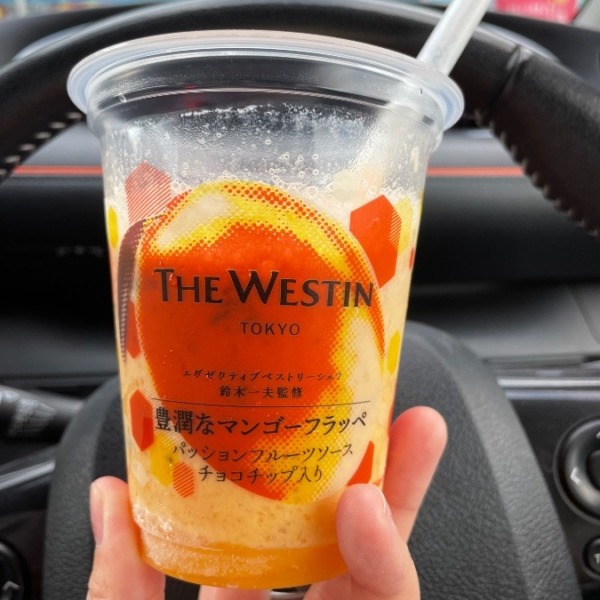 THE WESTIN
TOKYO
エグゼクティブペストリーシェフ
鈴木一夫監修
豊潤なマンゴーフラッペ
パッションフルーツソース
チョコチップ入り